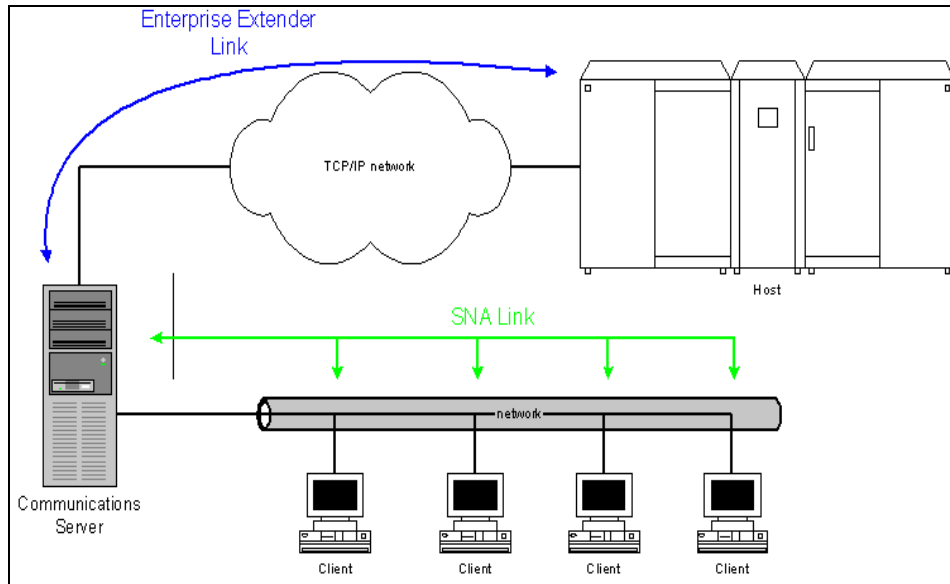 Enterprise Extender
Link
TCP/IP network
Host
SNA Link
network
Communications
Server
Client
Client
Client
Client